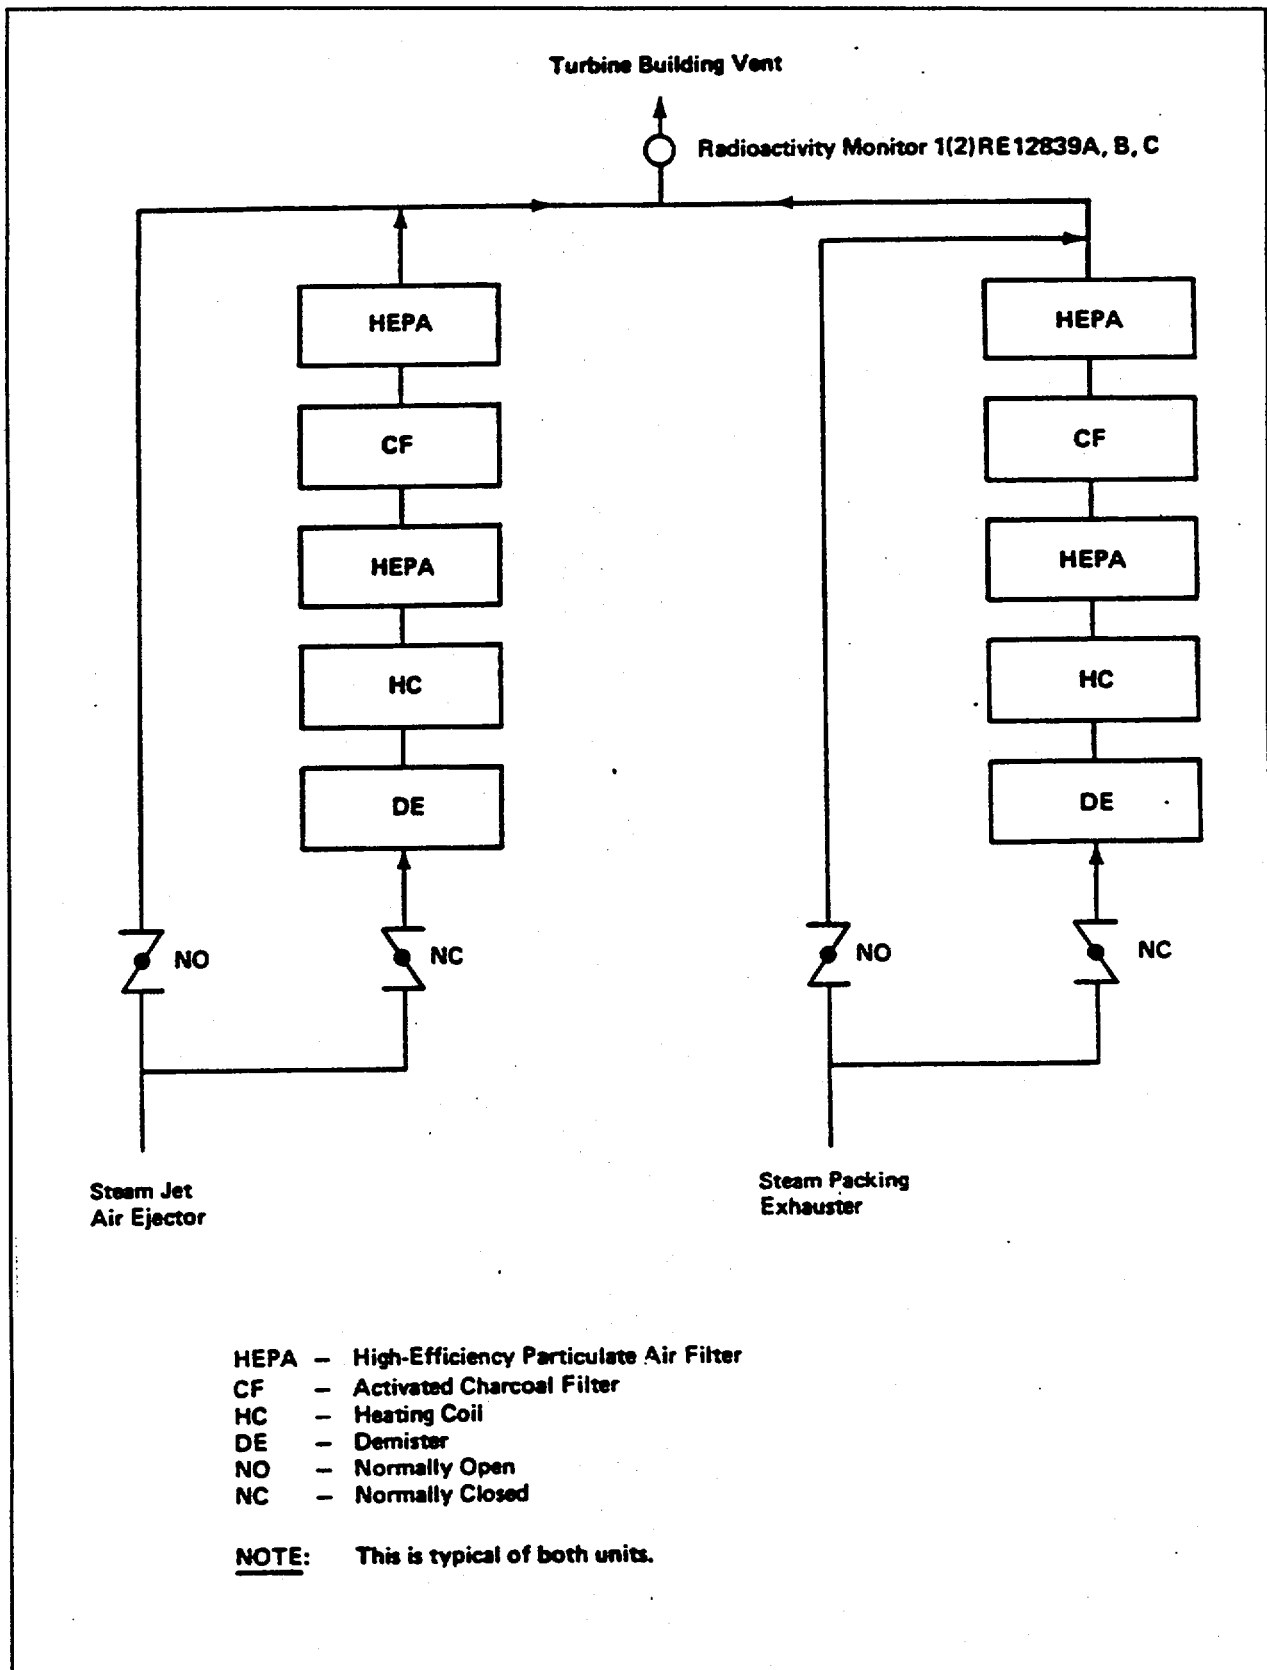 Turbine Building Vent
Radioactivity Monitor 1(2)RE12839A, B, C
HEPA
HEPA
CF
CF
HEPA
HEPA
HC
HC
DE
DE
NO
NC
NO
NC
Steam Jet
Air Ejector
Steam Packing
Exhauster
HEPA – High-Efficiency Particulate Air Filter
CF – Activated Charcoal Filter
HC – Heating Coil
DE – Demister
NO – Normally Open
NC – Normally Closed
NOTE: This is typical of both units.